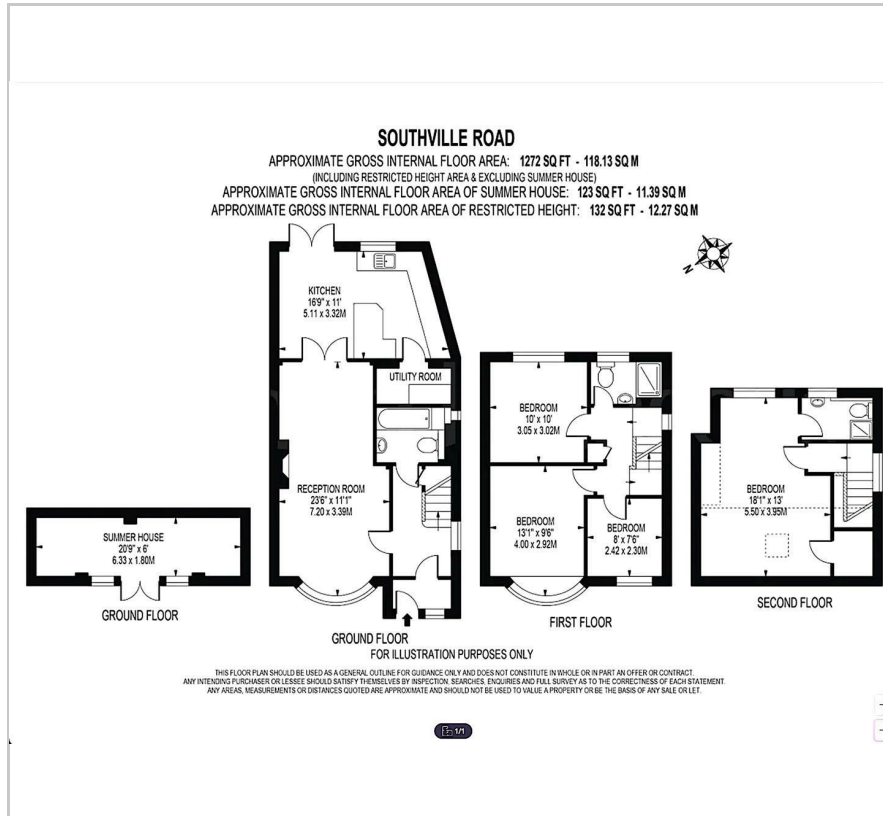 SOUTHVILLE ROAD
APPROXIMATE GROSS INTERNAL FLOOR AREA: 1272 SQ FT - 118.13 SQ M
(INCLUDING RESTRICTED HEIGHT AREA & EXCLUDING SUMMER HOUSE)
APPROXIMATE GROSS INTERNAL FLOOR AREA OF SUMMER HOUSE: 123 SQ FT - 11.39 SQ M
APPROXIMATE GROSS INTERNAL FLOOR AREA OF RESTRICTED HEIGHT: 132 SQ FT - 12.27 SQ M
N
KITCHEN
16'9" x 11'
5.11 x 3.32M
UTILITY ROOM
RECEPTION ROOM
23'6" x 11'1"
7.20 x 3.39M
SUMMER HOUSE
20'9" x 6'
6.33 x 1.80M
GROUND FLOOR
GROUND FLOOR
BEDROOM
10' x 10'
3.05 x 3.02M
BEDROOM
13'1" x 9'6"
4.00 x 2.92M
BEDROOM
8' x 7'6"
2.42 x 2.30M
FIRST FLOOR
BEDROOM
18'1" x 13'
5.50 x 3.95M
SECOND FLOOR
FOR ILLUSTRATION PURPOSES ONLY
THIS FLOOR PLAN SHOULD BE USED AS A GENERAL OUTLINE FOR GUIDANCE ONLY AND DOES NOT CONSTITUTE IN WHOLE OR IN PART AN OFFER OR CONTRACT.
ANY INTENDING PURCHASER OR LESSEE SHOULD SATISFY THEMSELVES BY INSPECTION, SEARCHES, ENQUIRIES AND FULL SURVEY AS TO THE CORRECTNESS OF EACH STATEMENT.
ANY AREAS, MEASUREMENTS OR DISTANCES QUOTED ARE APPROXIMATE AND SHOULD NOT BE USED TO VALUE A PROPERTY OR BE THE BASIS OF ANY SALE OR LET.
1/1